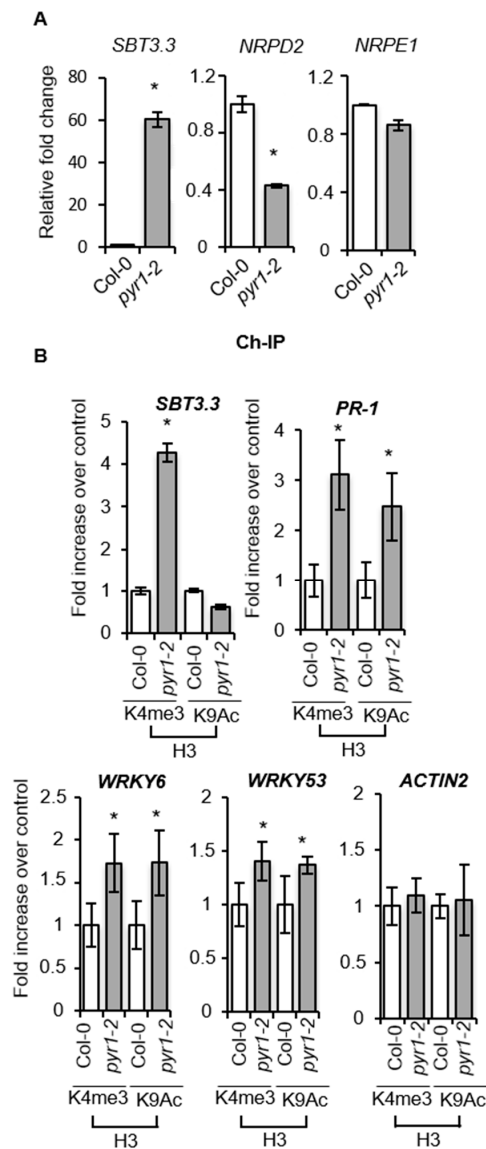 A
SBT3.3 NRPD2 NRPE1
Relative fold change
80
60
40
20
0
1.2
0.8
0.4
0
1.2
0.8
0.4
0
* *
Col-0 pyr1-2 Col-0 pyr1-2 Col-0 pyr1-2
Ch-IP
B
SBT3.3 PR-1
Fold increase over control
5
4
3
2
1
0
*
Fold increase over control
4
3
2
1
0
* *
Col-0 pyr1-2 Col-0 pyr1-2 Col-0 pyr1-2 Col-0 pyr1-2
K4me3 K9Ac K4me3 K9Ac
H3 H3
WRKY6 WRKY53 ACTIN2
Fold increase over control
2.5
2
1.5
1
0.5
0
* *
2
1.5
1
0.5
0
* *
2
1.5
1
0.5
0
Col-0 pyr1-2 Col-0 pyr1-2 Col-0 pyr1-2 Col-0 pyr1-2 Col-0 pyr1-2 Col-0 pyr1-2
K4me3 K9Ac K4me3 K9Ac K4me3 K9Ac
H3 H3 H3